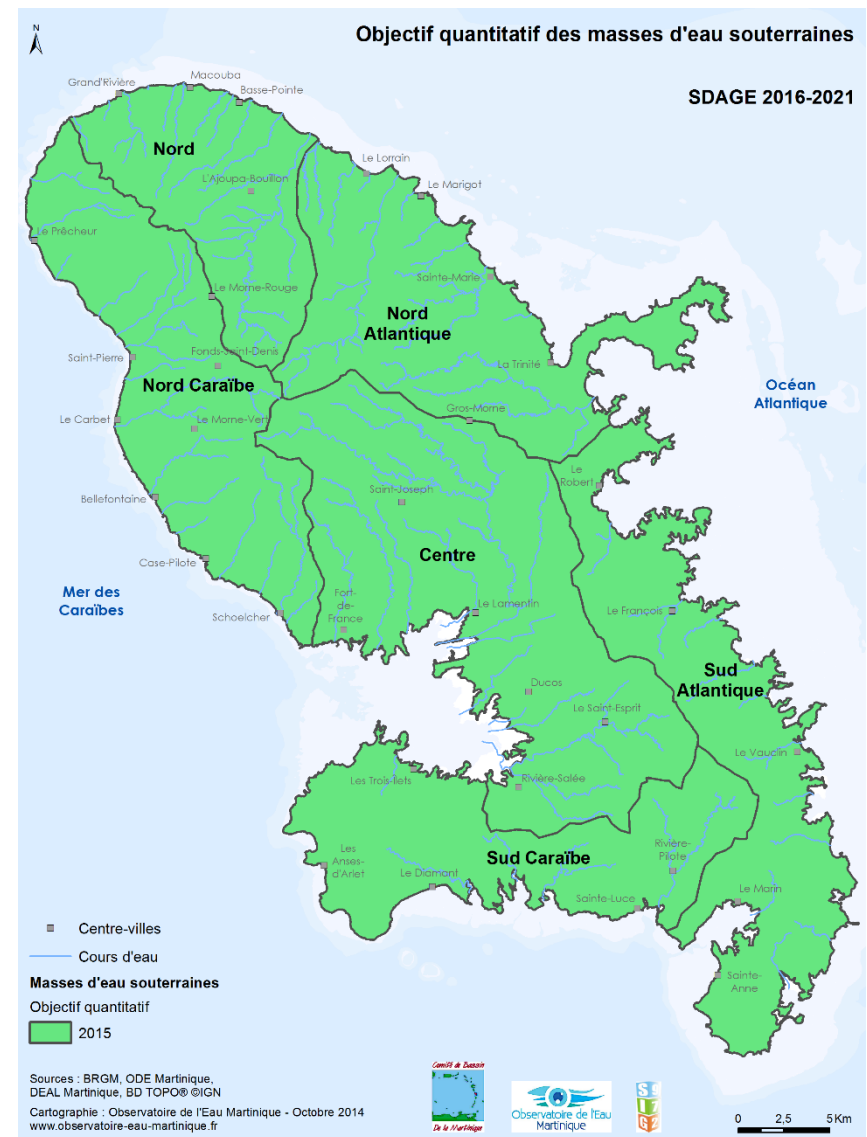 Objectif quantitatif des masses d'eau souterraines
SDAGE 2016-2021
N
Grand'Rivière
Macouba
Basse-Pointe
Nord
L'Ajoupa-Bouillon
Le Lorrain
Le Marigot
Le Prêcheur
Sainte-Marie
Le Morne-Rouge
Nord
Atlantique
Saint-Pierre
Fonds-Saint-Denis
La Trinité
Nord Caraïbe
Océan
Atlantique
Le Carbet
Le Morne-Vert
Gros-Morne
Le
Robert
Saint-Joseph
Bellefontaine
Centre
Case-Pilote
Mer des
Caraïbes
Fort-
de-
France
Le Lamentin
Le François
Schoelcher
Sud
Atlantique
Ducos
Le Saint-Esprit
Le Vauclin
Les Trois-Îlets
Rivière-Salée
Rivière-
Pilote
Les
Anses-
d'Arlet
Sud Caraïbe
Le Diamant
Sainte-Luce
Le Marin
Sainte-
Anne
Centre-villes
Cours d'eau
Masses d'eau souterraines
Objectif quantitatif
2015
Sources : BRGM, ODE Martinique,
DEAL Martinique, BD TOPO® ©IGN
Cartographie : Observatoire de l'Eau Martinique - Octobre 2014
www.observatoire-eau-martinique.fr
Comité de Bassin
De la Martinique
Observatoire de l'Eau
Martinique
0 2,5 5 Km